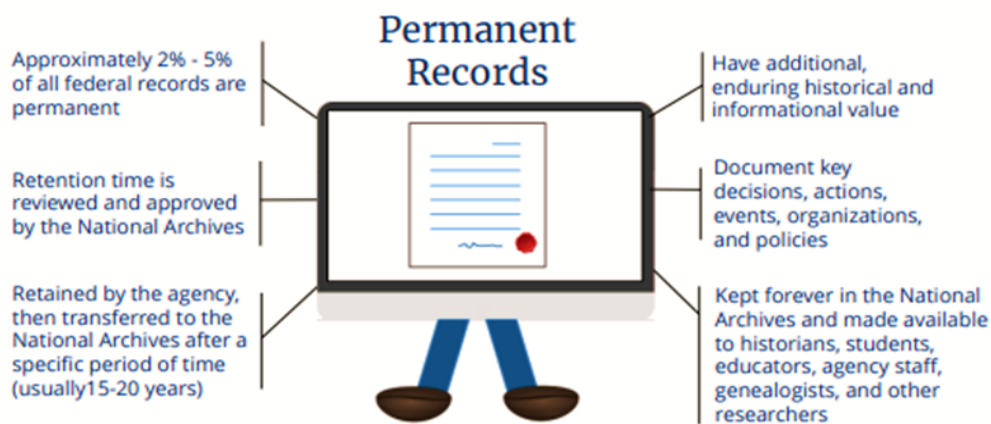 Permanent
Records
Approximately 2% - 5%
of all federal records are
permanent
Retention time is
reviewed and approved
by the National Archives
Retained by the agency,
then transferred to the
National Archives after a
specific period of time
(usually15-20 years)
Have additional,
enduring historical and
informational value
Document key
decisions, actions,
events, organizations,
and policies
Kept forever in the National
Archives and made available
to historians, students,
educators, agency staff,
genealogists, and other
researchers